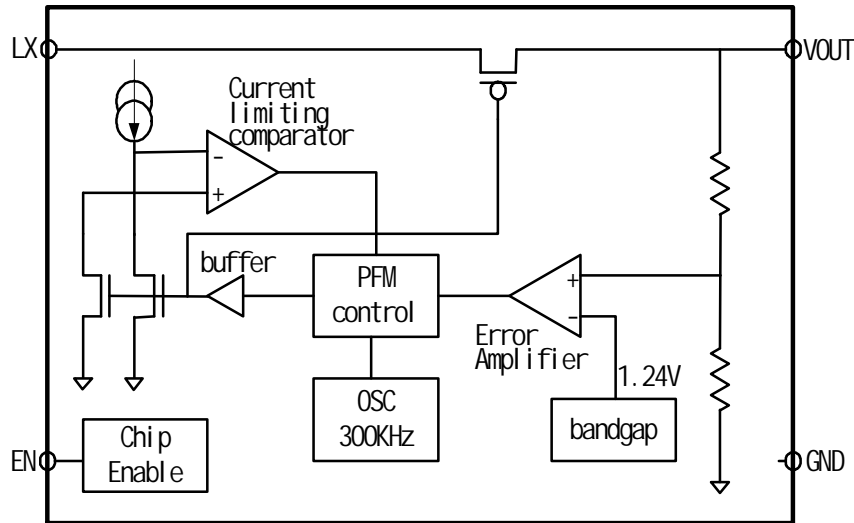 LX
VOUT
Current
limiting
comparator
-
+
buffer
PFM
control
+
-
Error
Amplifier
1.24V
OSC
300KHz
bandgap
Chip
Enable
EN
GND